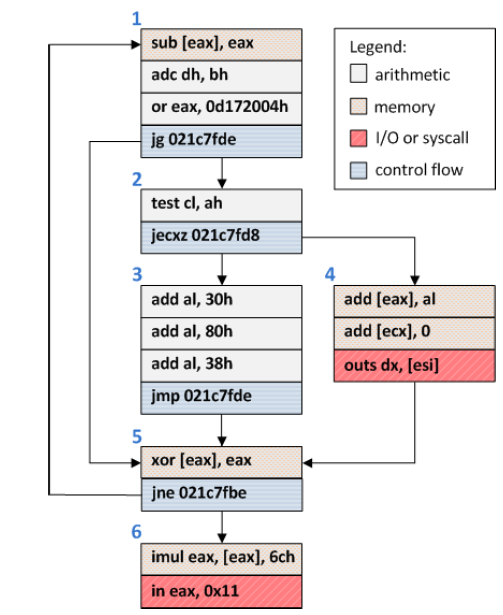 1
sub [eax], eax
adc dh, bh
or eax, 0d172004h
jg 021c7fde
Legend:
arithmetic
memory
I/O or syscall
control flow
2
test cl, ah
jecxz 021c7fd8
3
add al, 30h
add al, 80h
add al, 38h
jmp 021c7fde
4
add [eax], al
add [ecx], 0
outs dx, [esi]
5
xor [eax], eax
jne 021c7fbe
6
imul eax, [eax], 6ch
in eax, 0x11